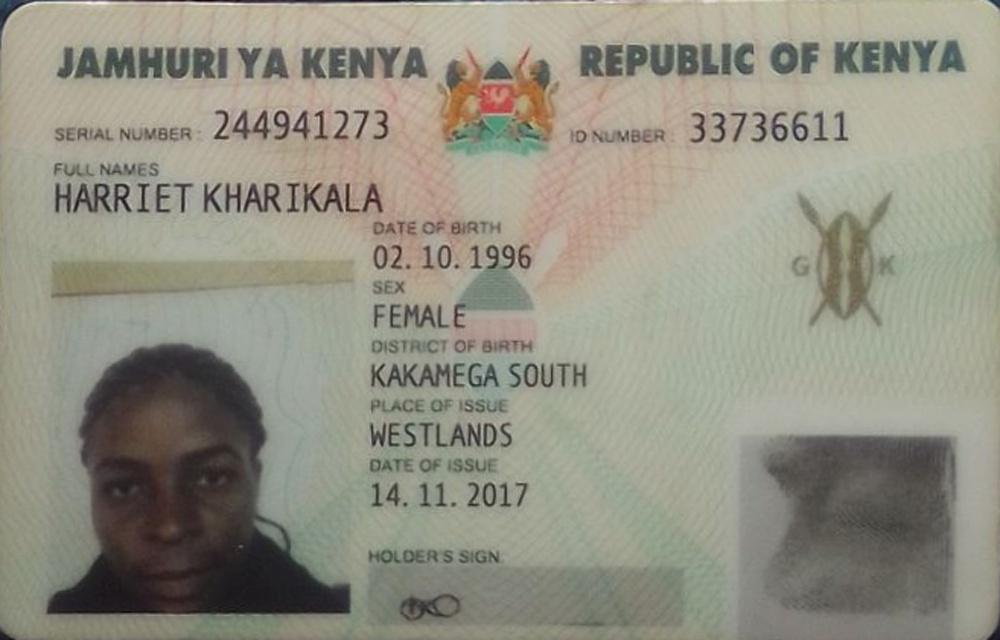 JAMHURI YA KENYA REPUBLIC OF KENYA
SERIAL NUMBER : 244941273 ID NUMBER : 33736611
FULL NAMES
HARRIET KHARIKALA
DATE OF BIRTH
02. 10. 1996
SEX
FEMALE
DISTRICT OF BIRTH
KAKAMEGA SOUTH
PLACE OF ISSUE
WESTLANDS
DATE OF ISSUE
14. 11. 2017
HOLDER'S SIGN.
G K